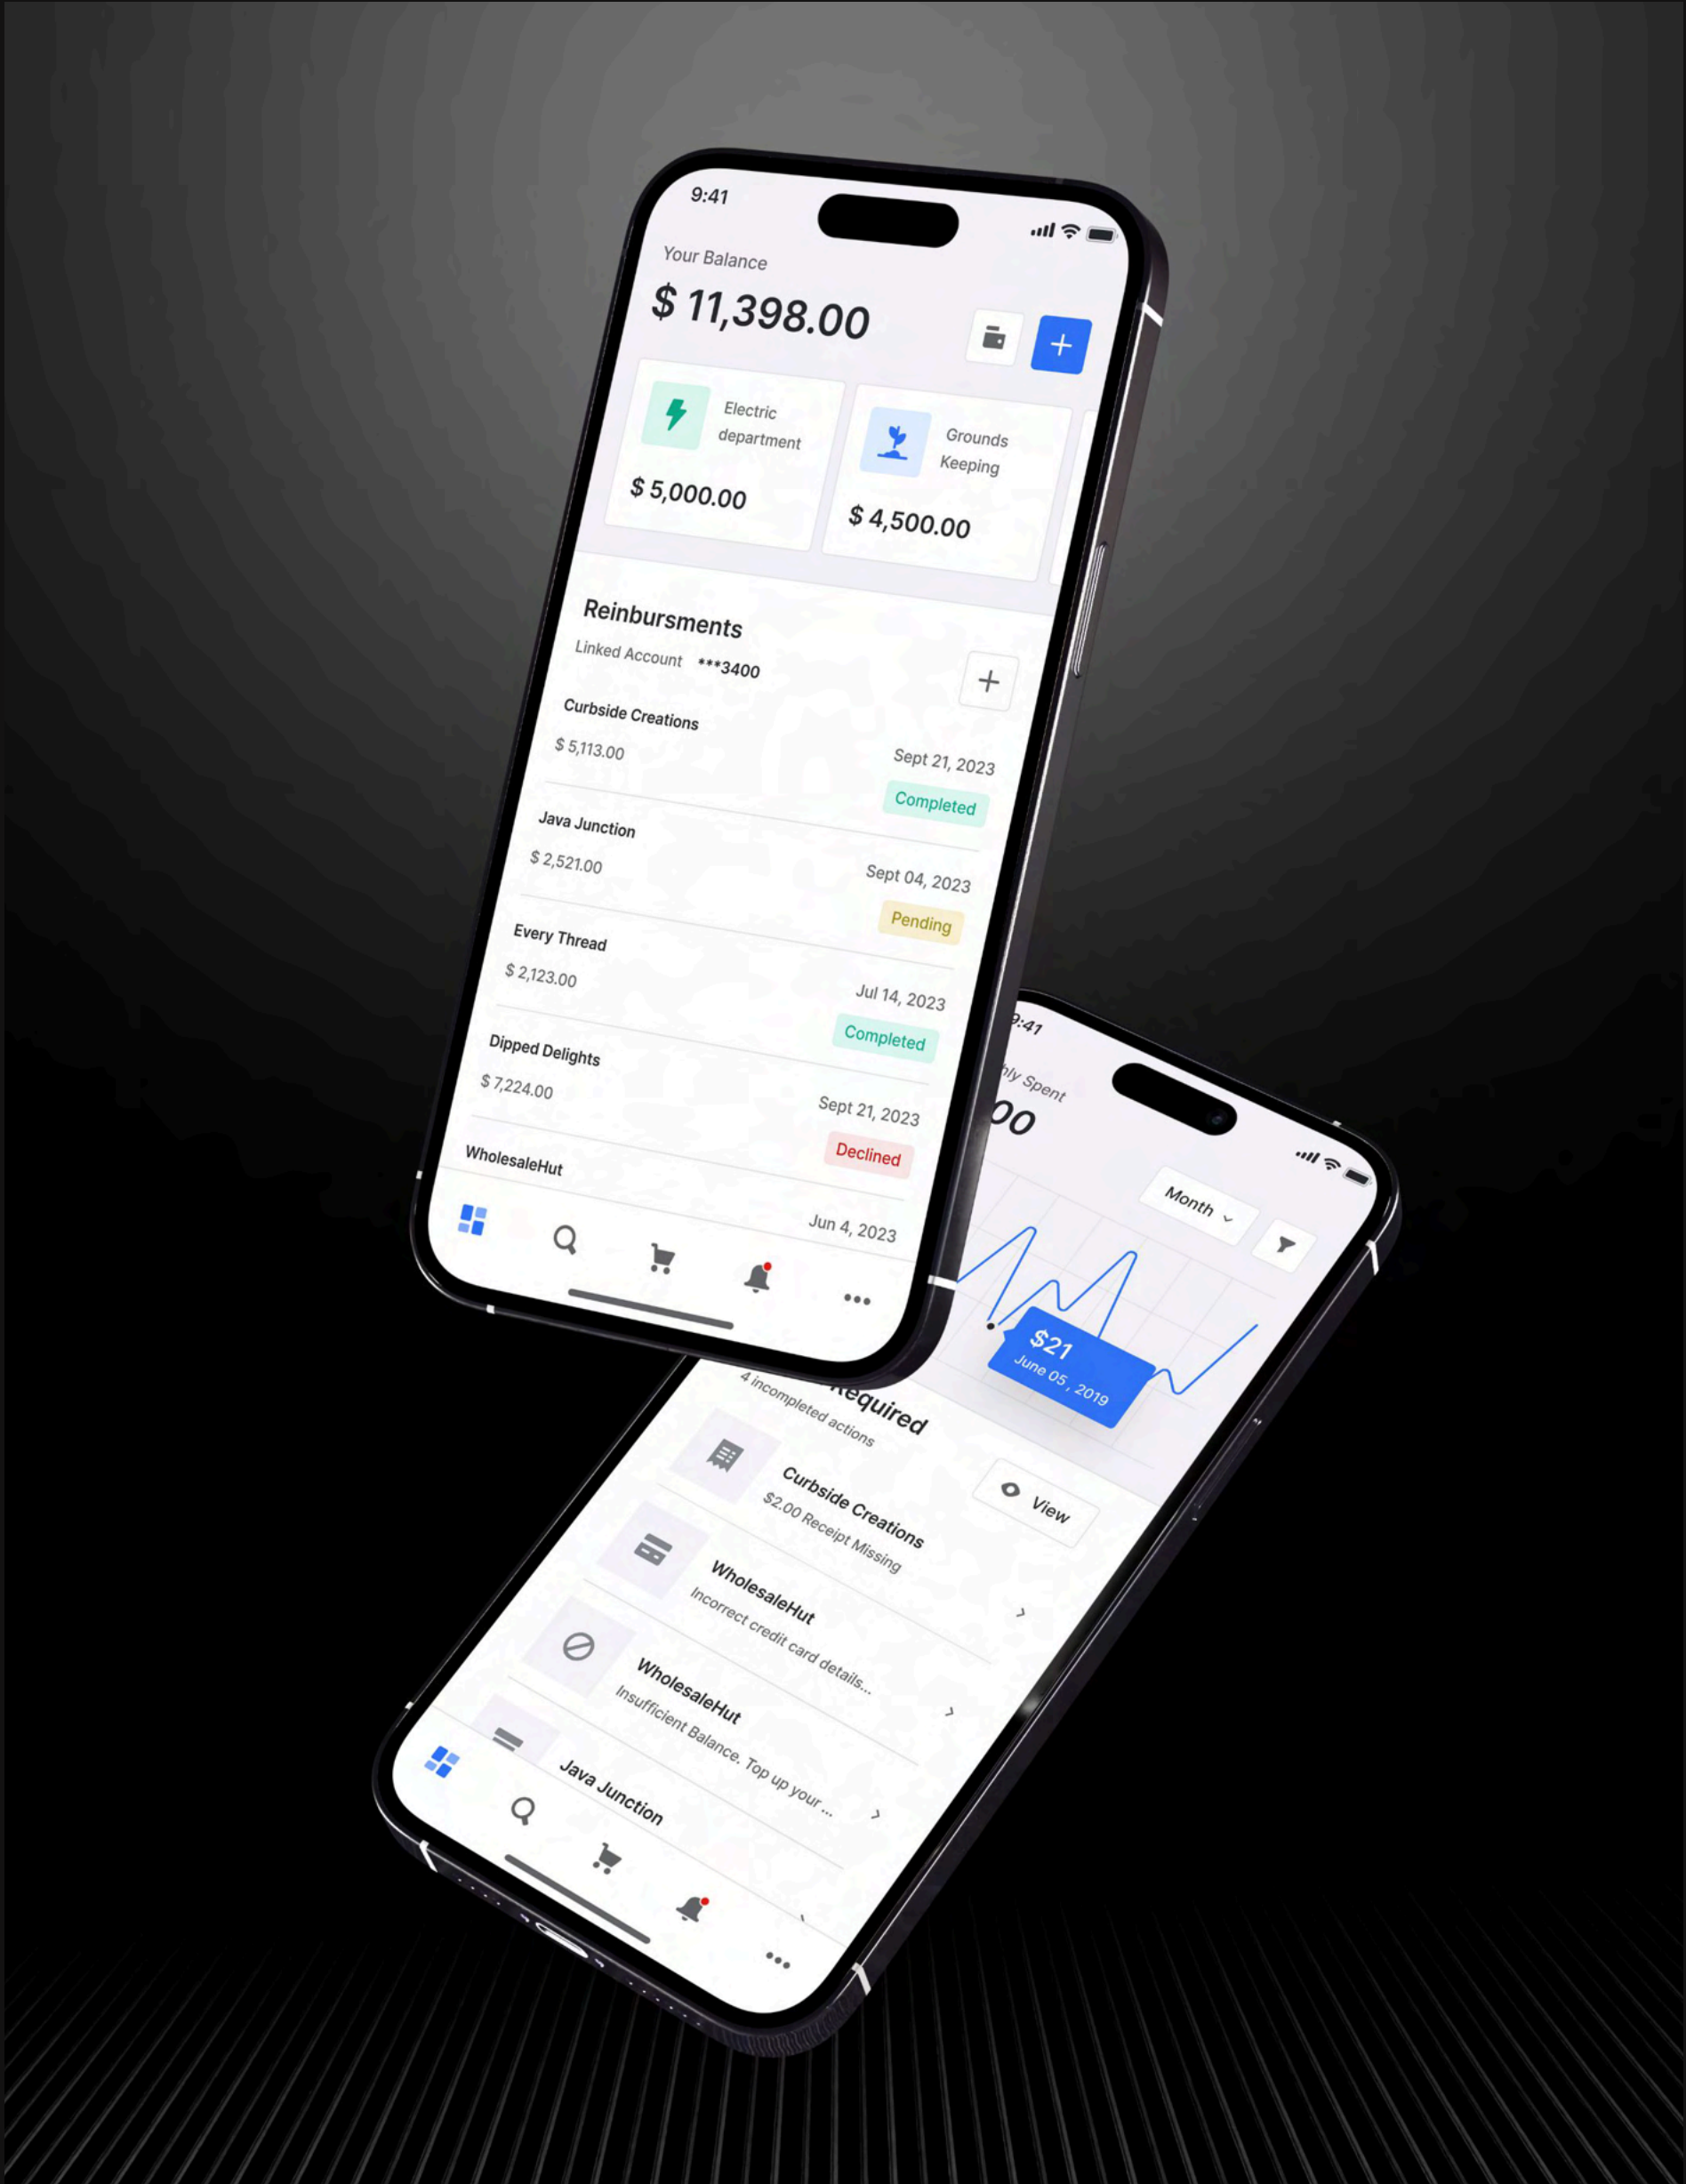 9:41
Your Balance
$ 11,398.00
Electric
department
$ 5,000.00
Grounds
Keeping
$ 4,500.00
Reinbursments
Linked Account ***3400
Curbside Creations
$ 5,113.00
Sept 21, 2023
Completed
Java Junction
$ 2,521.00
Sept 04, 2023
Pending
Every Thread
$ 2,123.00
Jul 14, 2023
Completed
Dipped Delights
$ 7,224.00
Sept 21, 2023
Declined
WholesaleHut
Jun 4, 2023
9:41
Spent
00
Month
$21
June 05, 2019
Required
4 incompleted actions
View
Curbside Creations
$2.00 Receipt Missing
WholesaleHut
Incorrect credit card details...
WholesaleHut
Insufficient Balance. Top up your ...
Java Junction